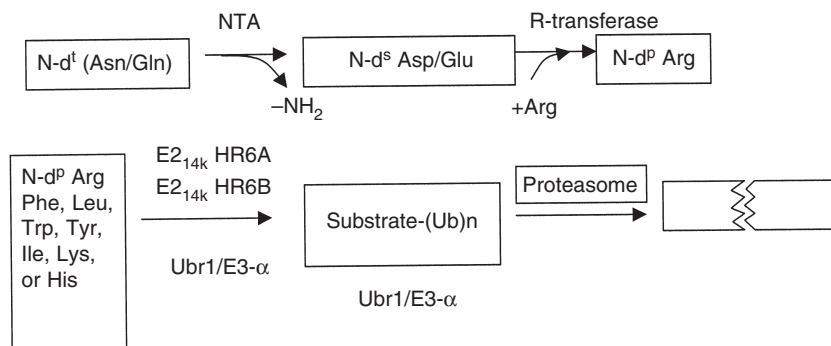 NTA
R-transferase
N-dᵗ (Asn/Gln)
N-dˢ Asp/Glu
N-dᵖ Arg
–NH₂
+Arg
N-dᵖ Arg
Phe, Leu,
Trp, Tyr,
Ile, Lys,
or His
E2₁₄ₖ HR6A
E2₁₄ₖ HR6B
Ubr1/E3-α
Substrate-(Ub)n
Ubr1/E3-α
Proteasome